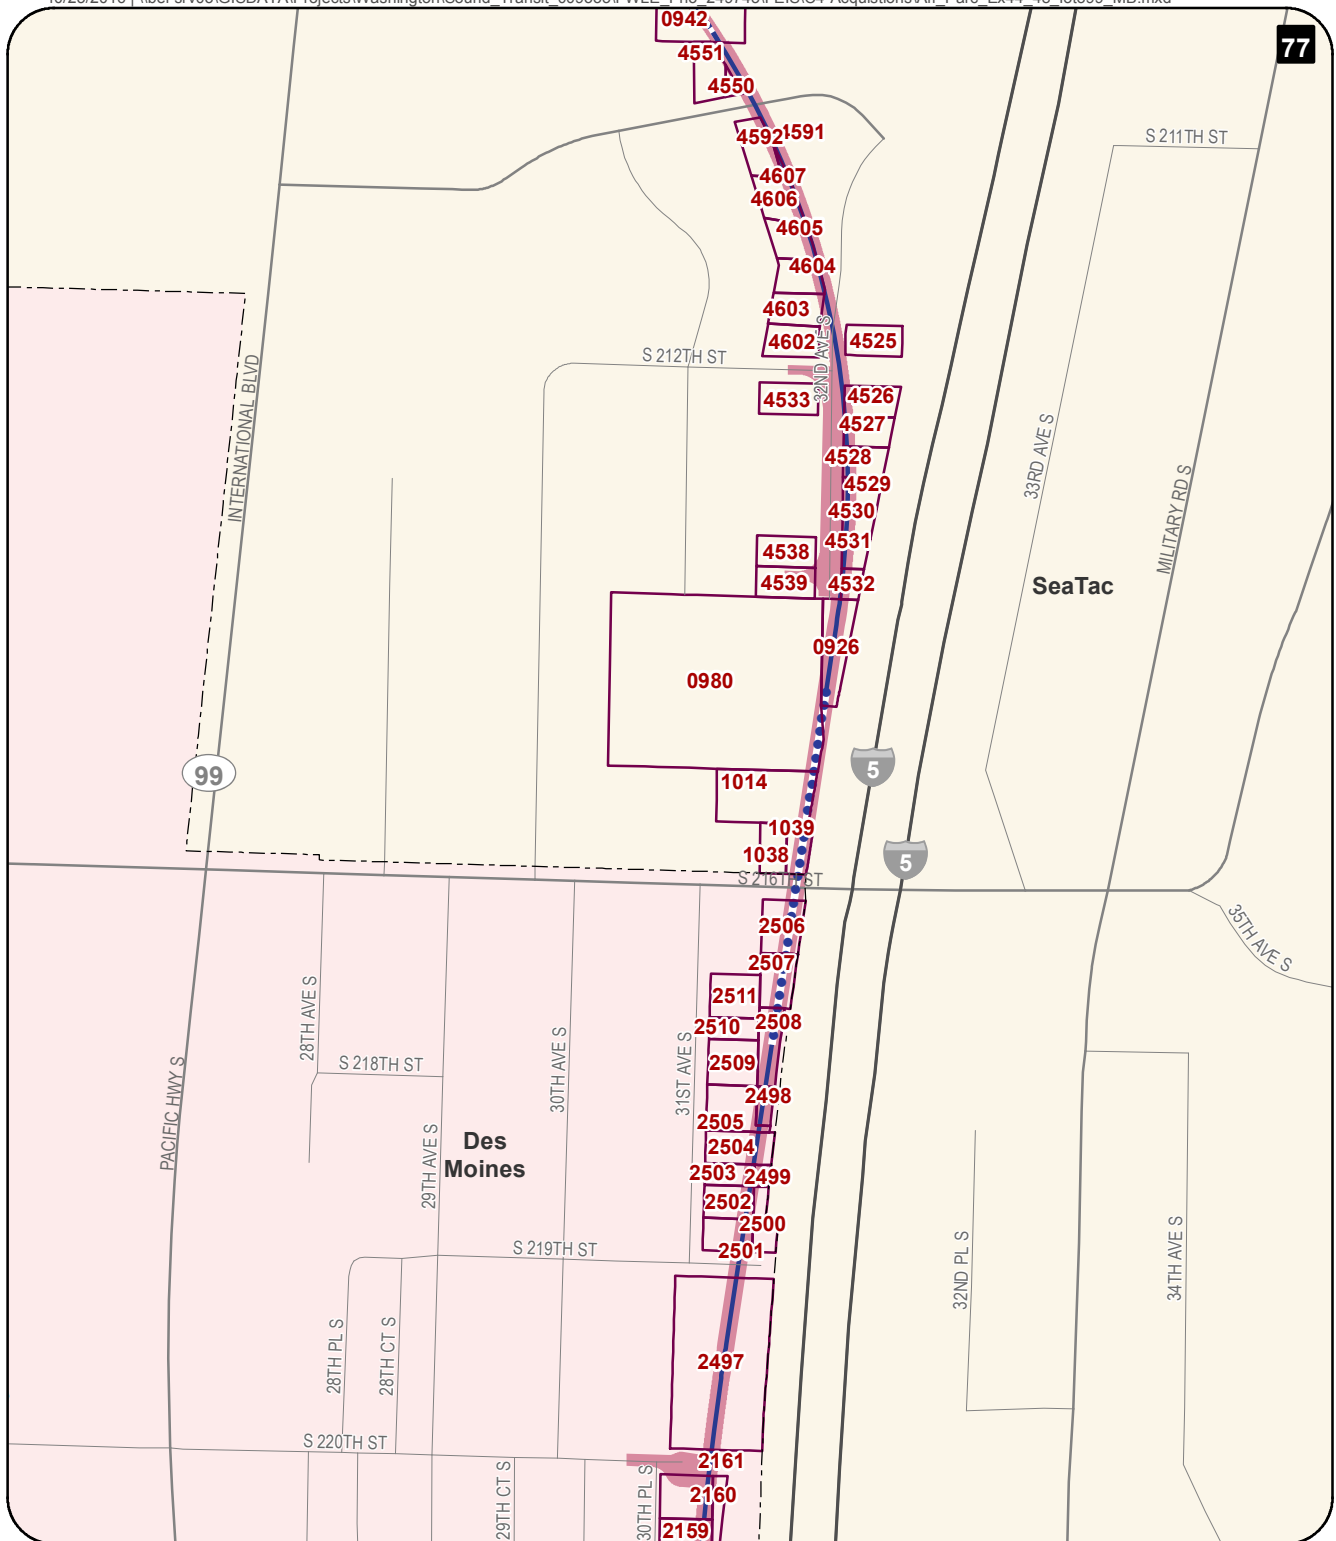 0942
77
4551
4550
4592
4591
S 211TH ST
4607
4606
4605
4604
4603
4602
32ND AVE S
4525
S 212TH ST
INTERNATIONAL BLVD
4533
4526
4527
4528
33RD AVE S
4529
MILITARY RD S
4530
4531
4538
4539
4532
SeaTac
0926
0980
99
5
1014
1039
1038
5
S 216TH ST
2506
35TH AVE S
2507
2511
28TH AVE S
2510
2508
31ST AVE S
30TH AVE S
S 218TH ST
2509
PACIFIC HWY S
2498
2505
Des
Moines
2504
29TH AVE S
2503
2499
2502
2500
2501
S 219TH ST
32ND PL S
34TH AVE S
28TH PL S
28TH CT S
2497
S 220TH ST
2161
29TH CT S
30TH PL S
2160
2159